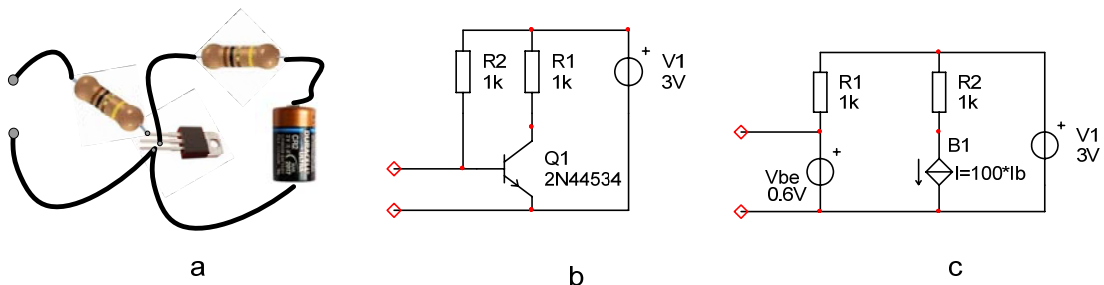 R2
1k
R1
1k
+
V1
3V
Q1
2N44534
R1
1k
R2
1k
+
V1
3V
+
Vbe
0.6V
B1
I=100*Ib
a
b
c